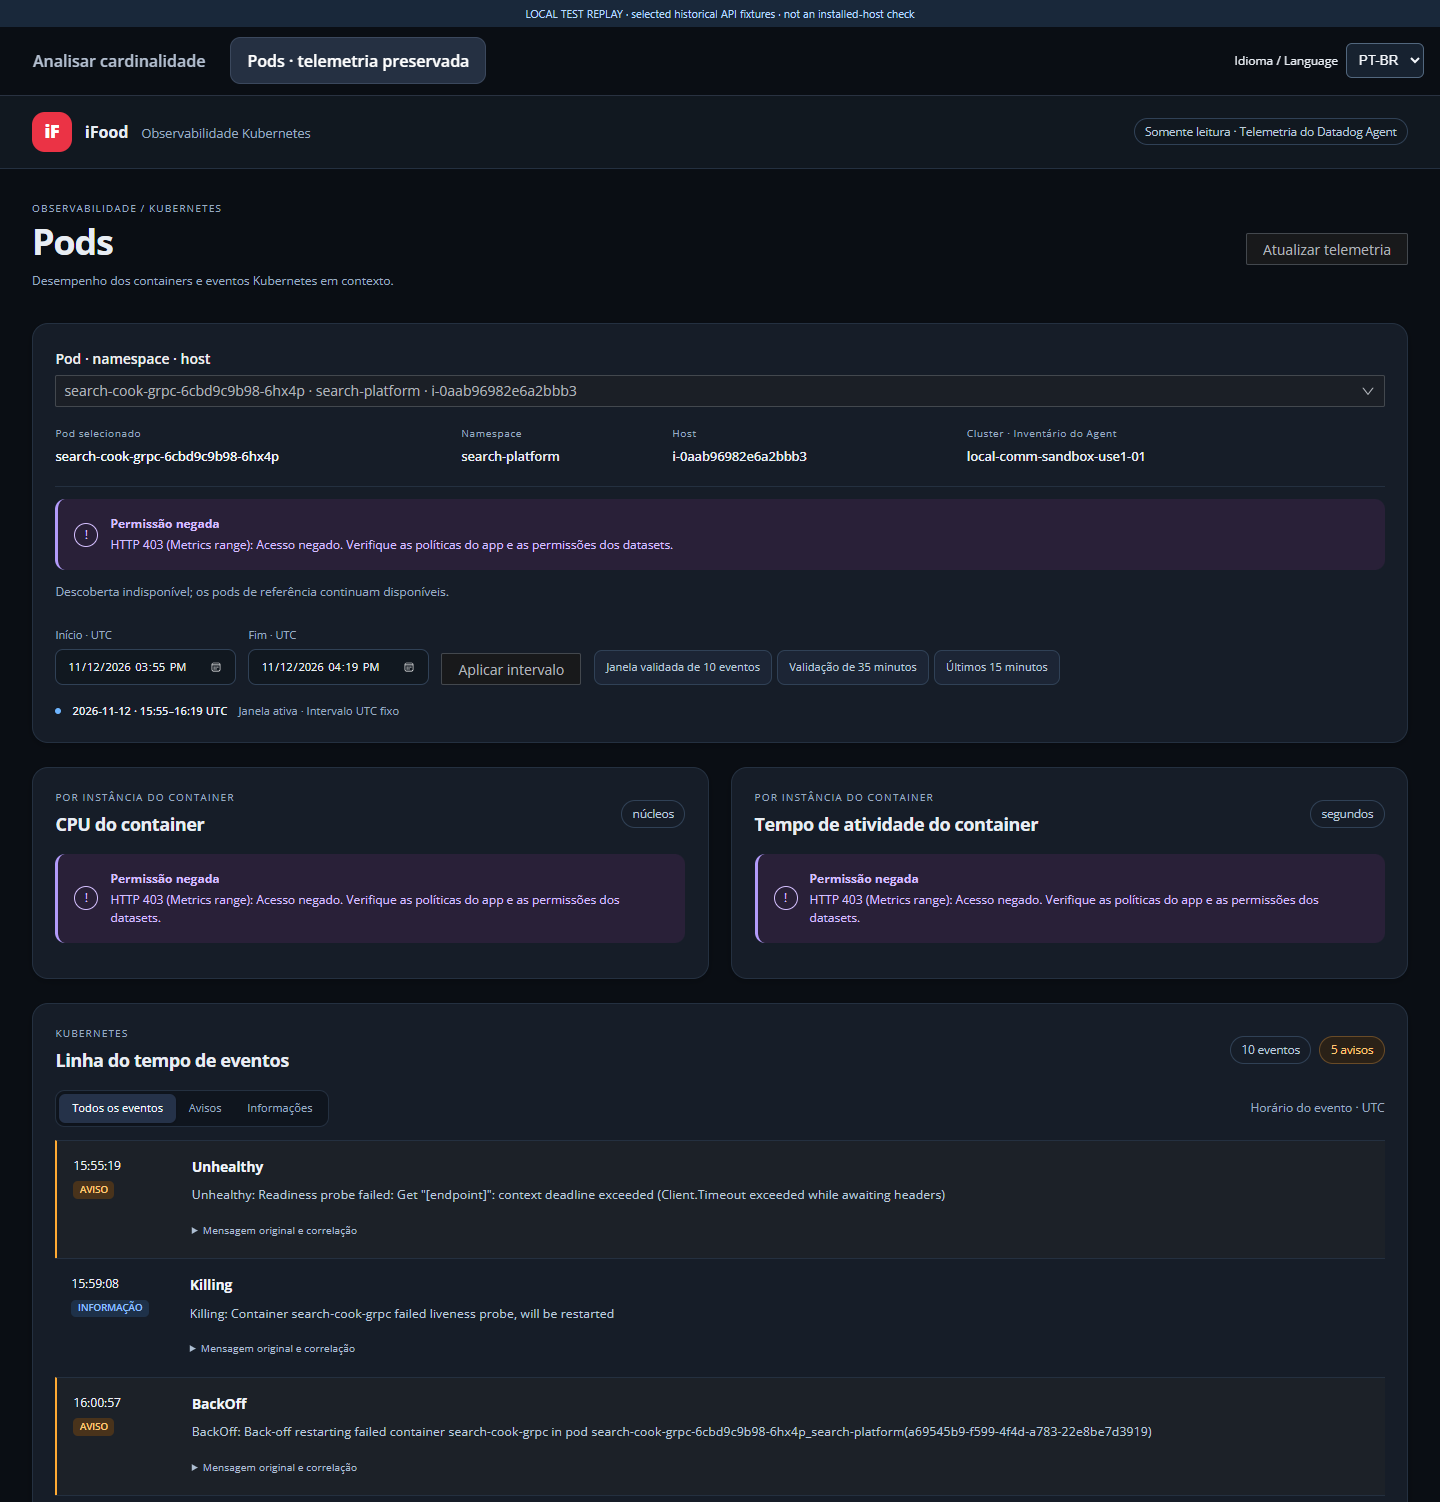 LOCAL TEST REPLAY · selected historical API fixtures · not an installed-host check
Analisar cardinalidade
Pods · telemetria preservada
Idioma / Language
PT-BR
iF
iFood
Observabilidade Kubernetes
Somente leitura · Telemetria do Datadog Agent
OBSERVABILIDADE / KUBERNETES
Pods
Atualizar telemetria
Desempenho dos containers e eventos Kubernetes em contexto.
Pod · namespace · host
search-cook-grpc-6cbd9c9b98-6hx4p · search-platform · i-0aab96982e6a2bbb3
Pod selecionado
search-cook-grpc-6cbd9c9b98-6hx4p
Namespace
search-platform
Host
i-0aab96982e6a2bbb3
Cluster · Inventário do Agent
local-comm-sandbox-use1-01
!
Permissão negada
HTTP 403 (Metrics range): Acesso negado. Verifique as políticas do app e as permissões dos datasets.
Descoberta indisponível; os pods de referência continuam disponíveis.
Início · UTC
11/12/2026 03:55 PM
Fim · UTC
11/12/2026 04:19 PM
Aplicar intervalo
Janela validada de 10 eventos
Validação de 35 minutos
Últimos 15 minutos
2026-11-12 · 15:55–16:19 UTC
Janela ativa · Intervalo UTC fixo
POR INSTÂNCIA DO CONTAINER
CPU do container
núcleos
!
Permissão negada
HTTP 403 (Metrics range): Acesso negado. Verifique as políticas do app e as permissões dos
datasets.
POR INSTÂNCIA DO CONTAINER
Tempo de atividade do container
segundos
!
Permissão negada
HTTP 403 (Metrics range): Acesso negado. Verifique as políticas do app e as permissões dos
datasets.
KUBERNETES
Linha do tempo de eventos
10 eventos
5 avisos
Todos os eventos
Avisos
Informações
Horário do evento · UTC
15:55:19
AVISO
Unhealthy
Unhealthy: Readiness probe failed: Get "[endpoint]": context deadline exceeded (Client.Timeout exceeded while awaiting headers)
Mensagem original e correlação
15:59:08
INFORMAÇÃO
Killing
Killing: Container search-cook-grpc failed liveness probe, will be restarted
Mensagem original e correlação
16:00:57
AVISO
BackOff
BackOff: Back-off restarting failed container search-cook-grpc in pod search-cook-grpc-6cbd9c9b98-6hx4p_search-platform(a69545b9-f599-4f4d-a783-22e8be7d3919)
Mensagem original e correlação